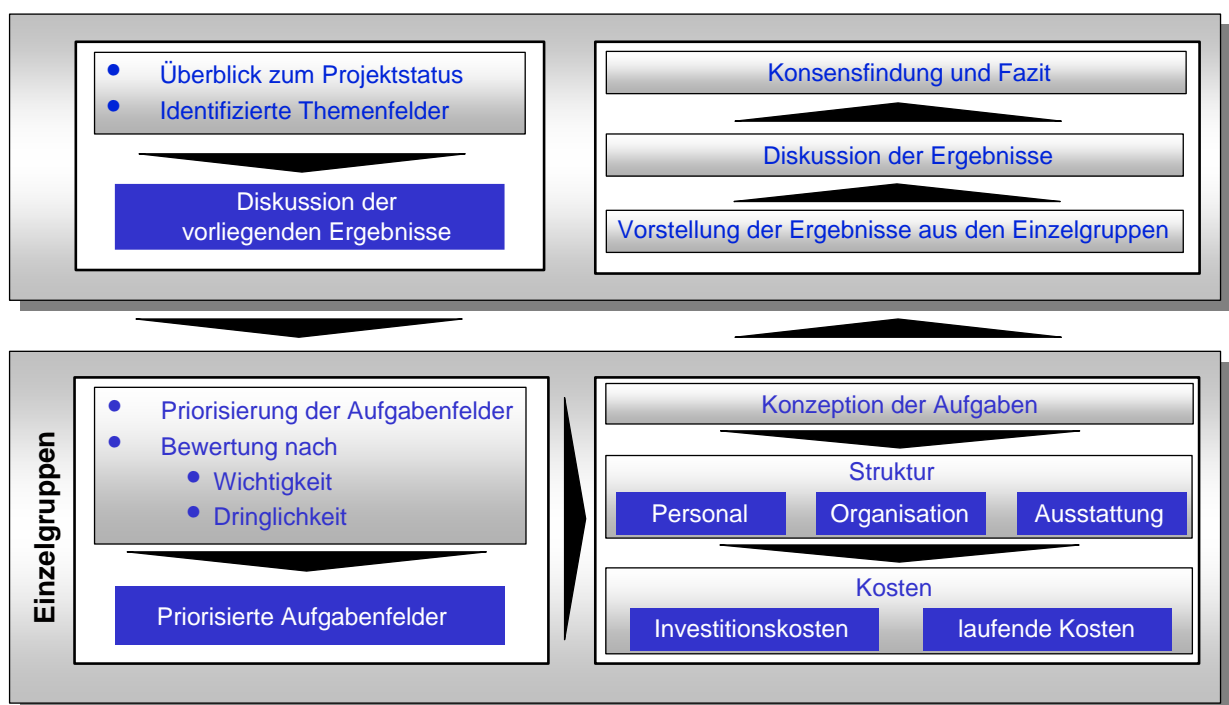 Überblick zum Projektstatus
Identifizierte Themenfelder
Diskussion der
vorliegenden Ergebnisse
Konsensfindung und Fazit
Diskussion der Ergebnisse
Vorstellung der Ergebnisse aus den Einzelgruppen
Einzelgruppen
Priorisierung der Aufgabenfelder
Bewertung nach
Wichtigkeit
Dringlichkeit
Priorisierte Aufgabenfelder
Konzeption der Aufgaben
Struktur
Personal
Organisation
Ausstattung
Kosten
Investitionskosten
laufende Kosten